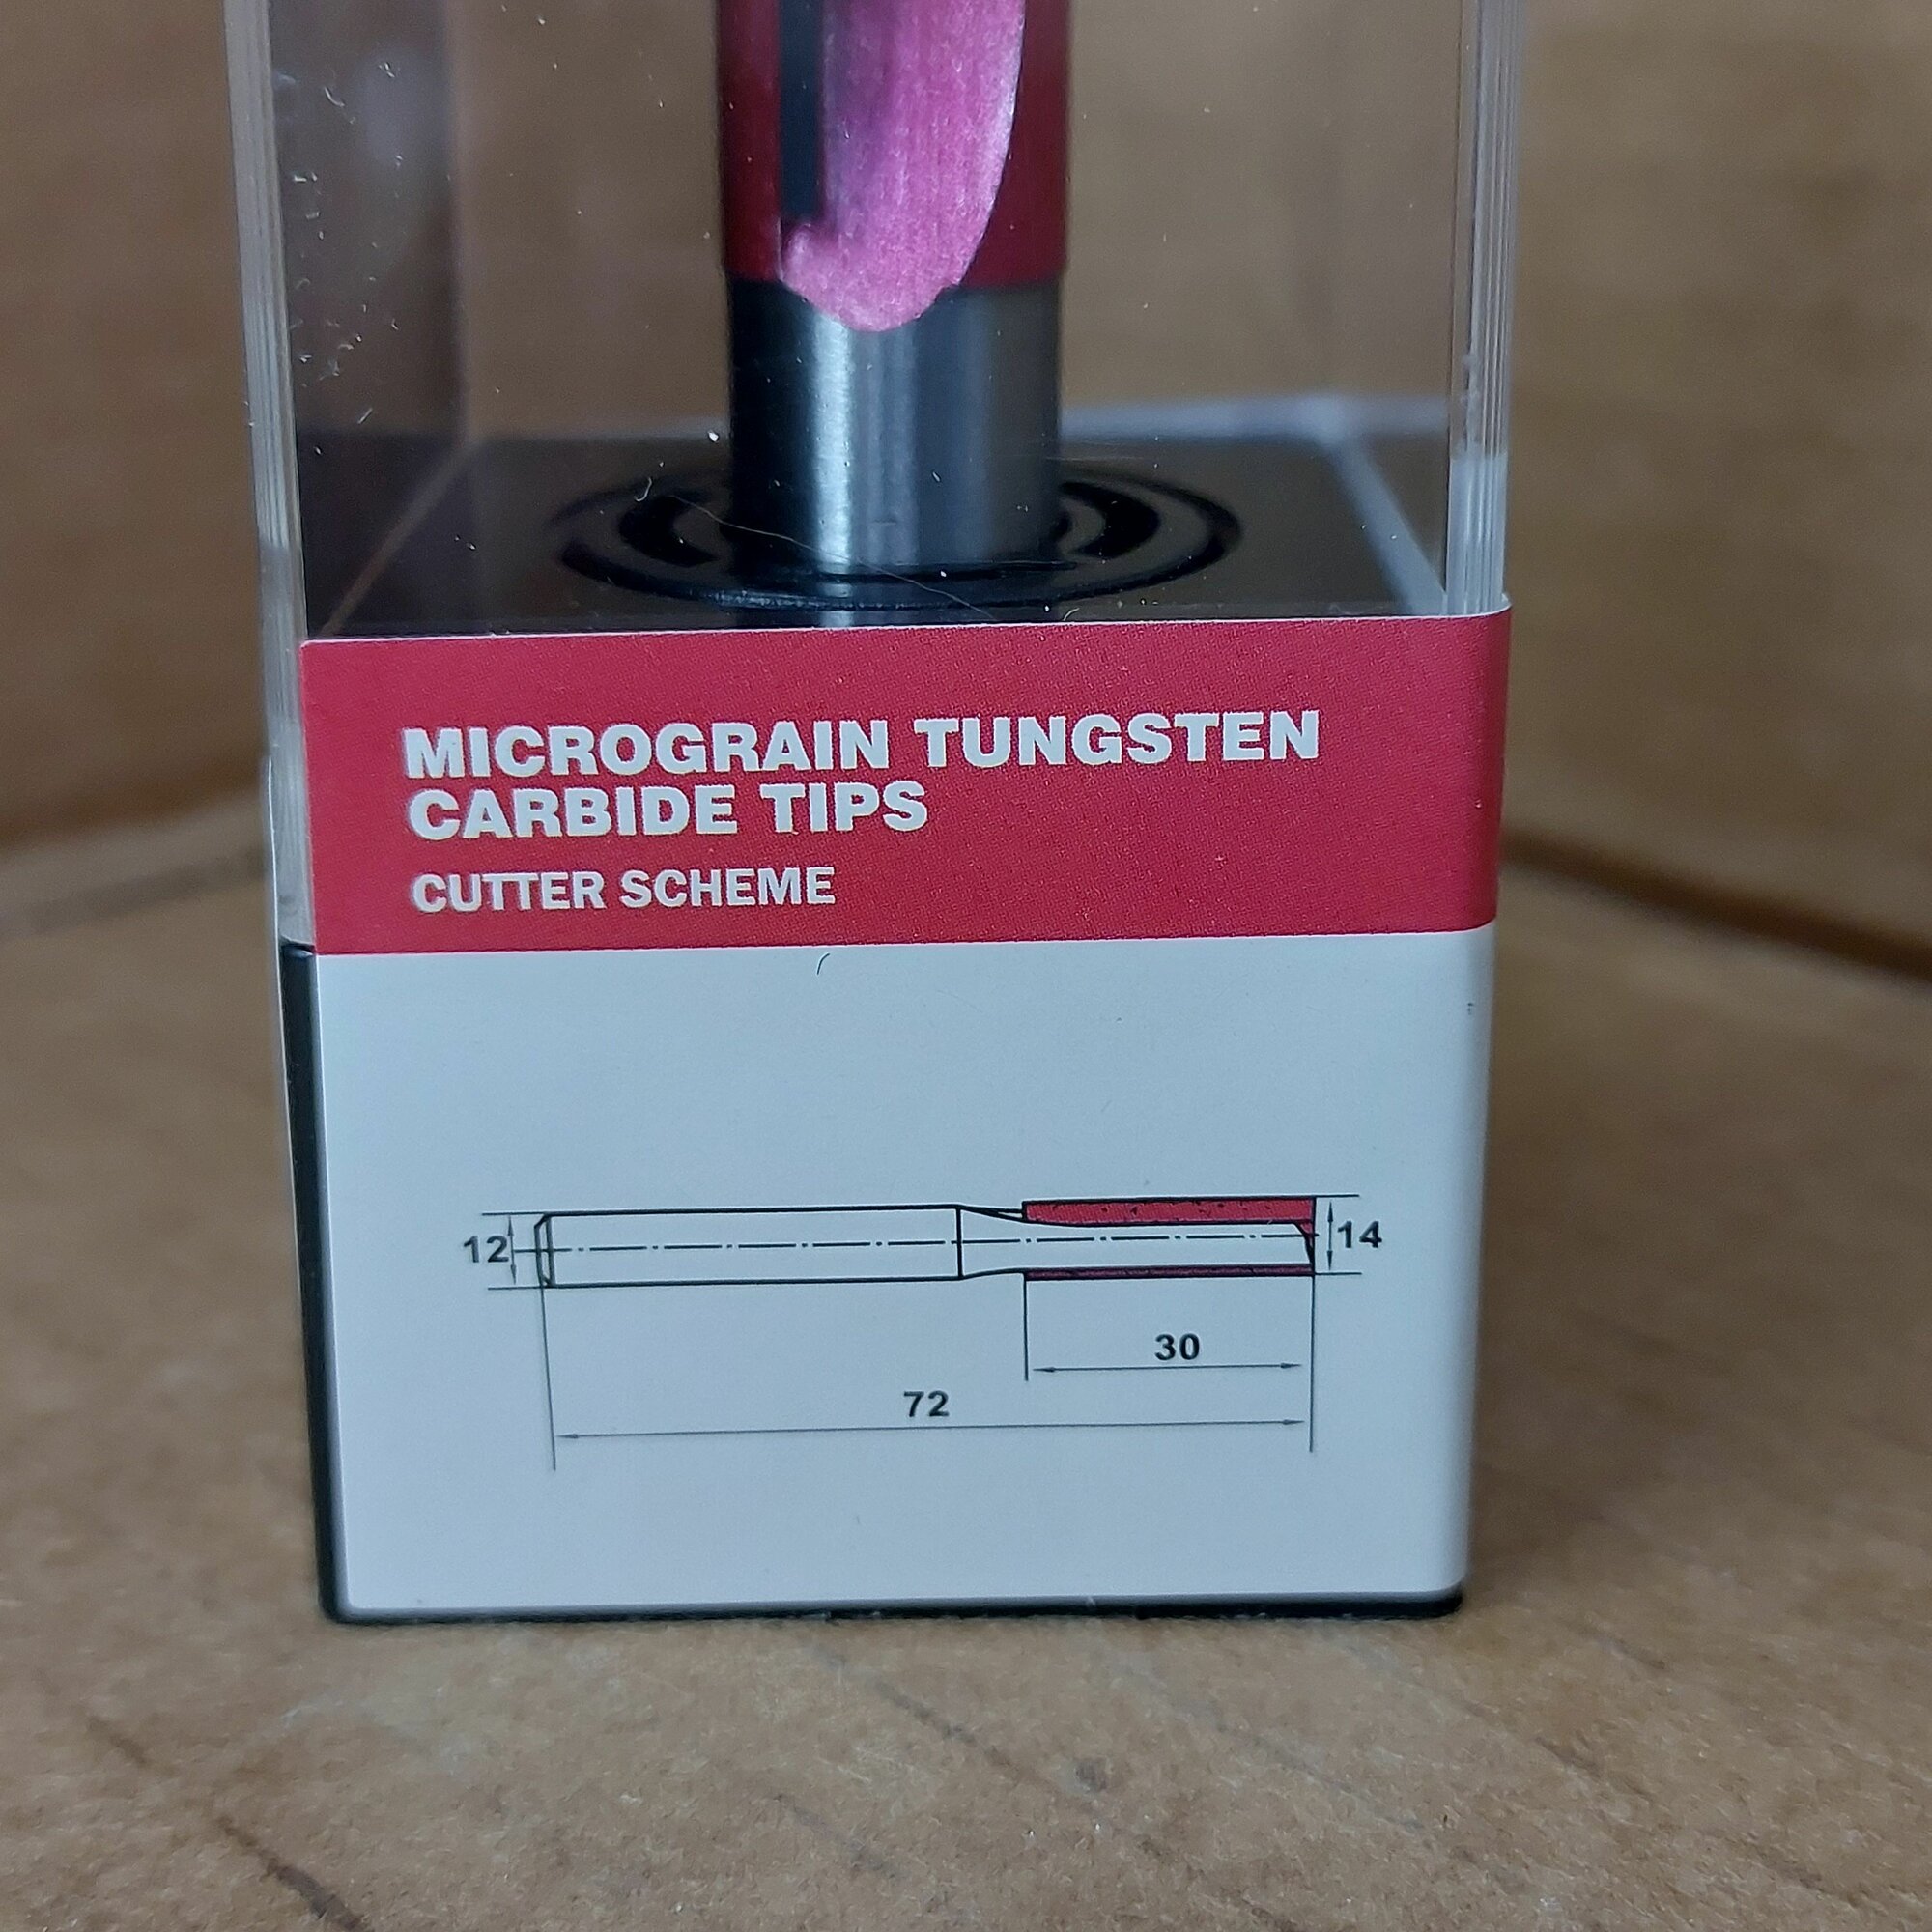 MICROGRAIN TUNGSTEN
CARBIDE TIPS
CUTTER SCHEME
12
14
30
72